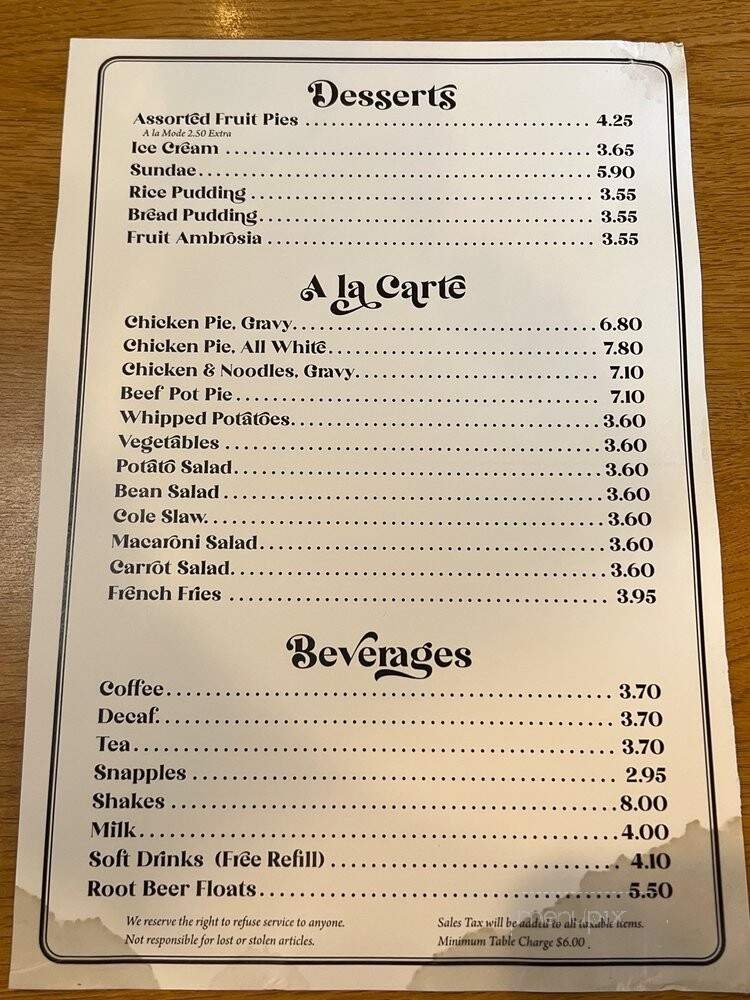 Desserts
Assorted Fruit Pies ........................................ 4.25
A la Mode 2.50 Extra
Ice Cream ........................................ 3.65
Sundae ........................................ 5.90
Rice Pudding ........................................ 3.55
Bread Pudding ........................................ 3.55
Fruit Ambrosia ........................................ 3.55
A la Carte
Chicken Pie, Gravy ........................................ 6.80
Chicken Pie, All White ........................................ 7.80
Chicken & Noodles, Gravy ........................................ 7.10
Beef Pot Pie ........................................ 7.10
Whipped Potatoes ........................................ 3.60
Vegetables ........................................ 3.60
Potato Salad ........................................ 3.60
Bean Salad ........................................ 3.60
Cole Slaw ........................................ 3.60
Macaroni Salad ........................................ 3.60
Carrot Salad ........................................ 3.60
French Fries ........................................ 3.95
Beverages
Coffee ........................................ 3.70
Decaf ........................................ 3.70
Tea ........................................ 3.70
Snapples ........................................ 2.95
Shakes ........................................ 8.00
Milk ........................................ 4.00
Soft Drinks (Free Refill) ........................................ 4.10
Root Beer Floats ........................................ 5.50
We reserve the right to refuse service to anyone.
Not responsible for lost or stolen articles.
Sales Tax will be added to all taxable items.
Minimum Table Charge $6.00
menupix